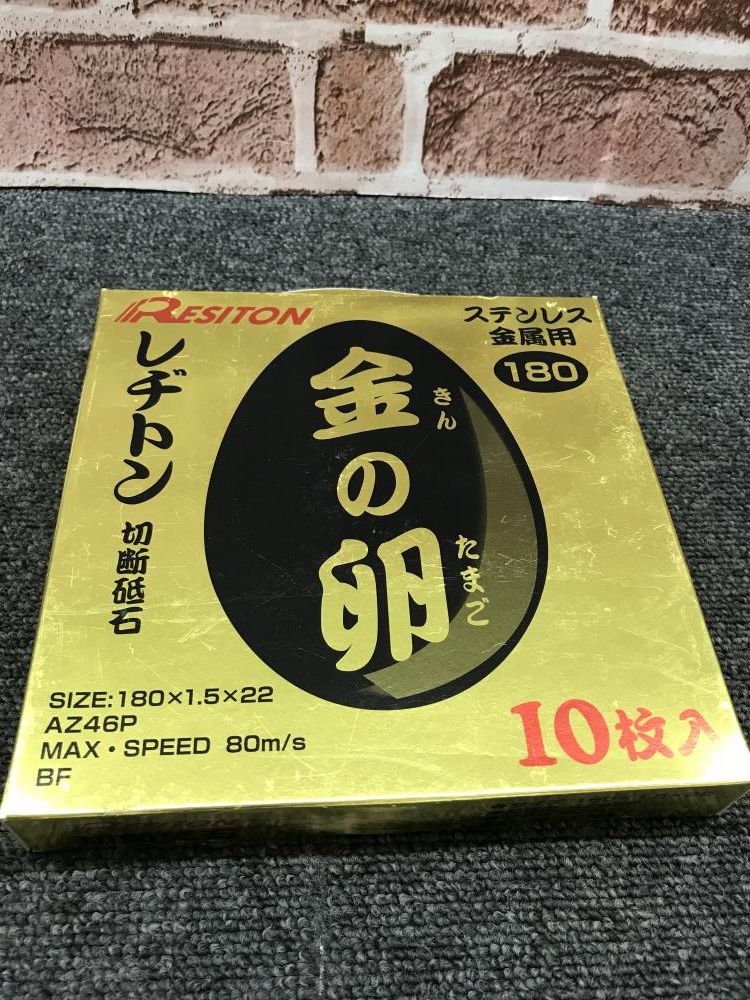 RESITON
レヂトン
切断砥石
ステンレス
金属用
180
金の卵
きん
たまご
SIZE:180×1.5×22
AZ46P
MAX・SPEED 80m/s
BF
10枚入
RESITON